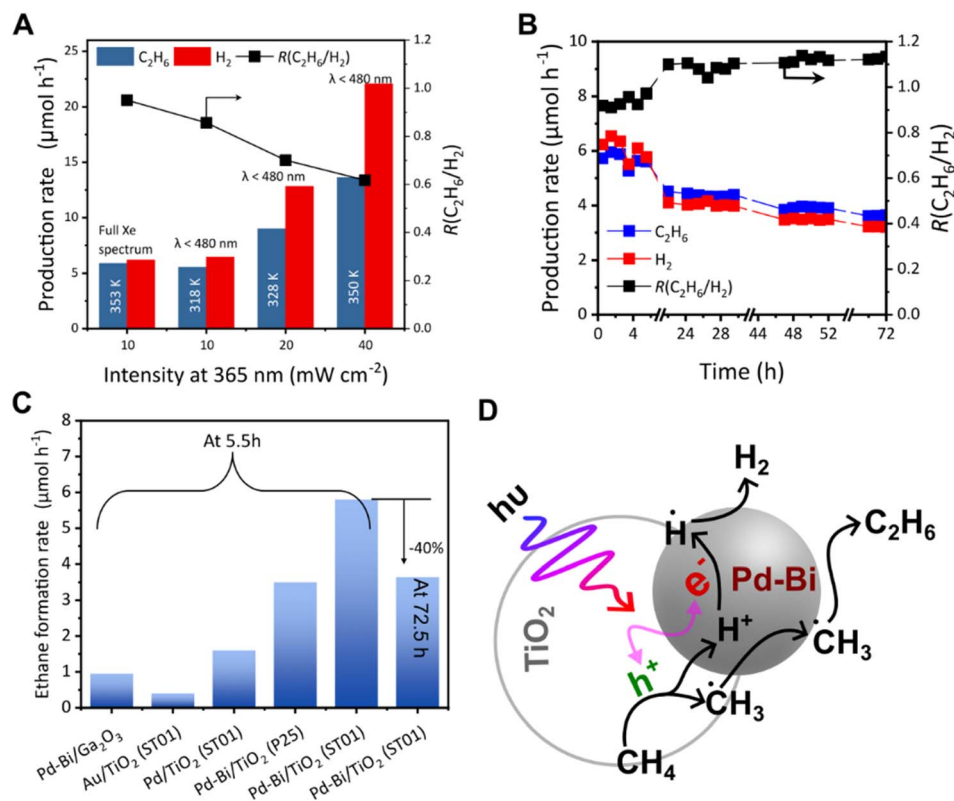 A
C₂H₆ H₂ R(C₂H₆/H₂)
Production rate (μmol h⁻¹)
25
20
15
10
5
0
1.2
1.0
0.8
0.6
0.4
0.2
0.0
R(C₂H₆/H₂)
λ < 480 nm
λ < 480 nm
Full Xe
spectrum
λ < 480 nm
353 K
318 K
328 K
350 K
10 10 20 40
Intensity at 365 nm (mW cm⁻²)
B
Production rate (μmol h⁻¹)
10
8
6
4
2
0
1.2
1.0
0.8
0.6
0.4
0.2
0.0
R(C₂H₆/H₂)
C₂H₆
H₂
R(C₂H₆/H₂)
0 4 24 28 44 48 52 72
Time (h)
C
Ethane formation rate (μmol h⁻¹)
8
7
6
5
4
3
2
1
0
At 5.5h
-40%
At 72.5 h
Pd-Bi/Ga₂O₃
Au/TiO₂ (ST01)
Pd/TiO₂ (ST01)
Pd-Bi/TiO₂ (P25)
Pd-Bi/TiO₂ (ST01)
Pd-Bi/TiO₂ (ST01)
D
H₂
hυ
Ḣ
C₂H₆
e⁻
Pd-Bi
TiO₂
H⁺
h⁺
ĊH₃
ĊH₃
CH₄